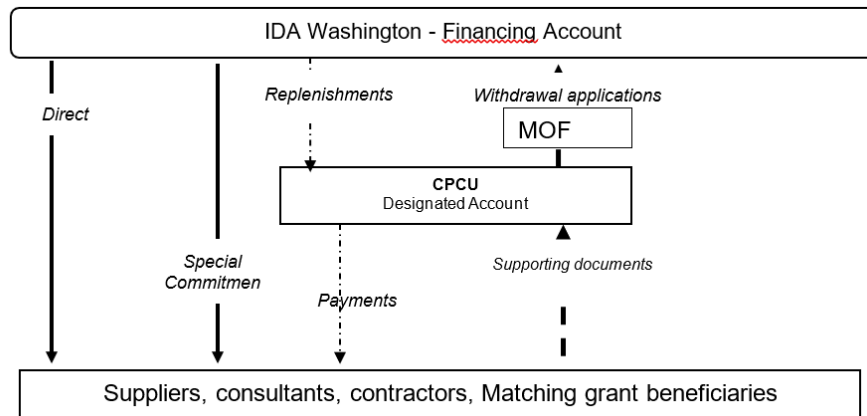 IDA Washington - Financing Account
Replenishments
Withdrawal applications
Direct
MOF
CPCU
Designated Account
Special
Commitmen
Supporting documents
Payments
Suppliers, consultants, contractors, Matching grant beneficiaries